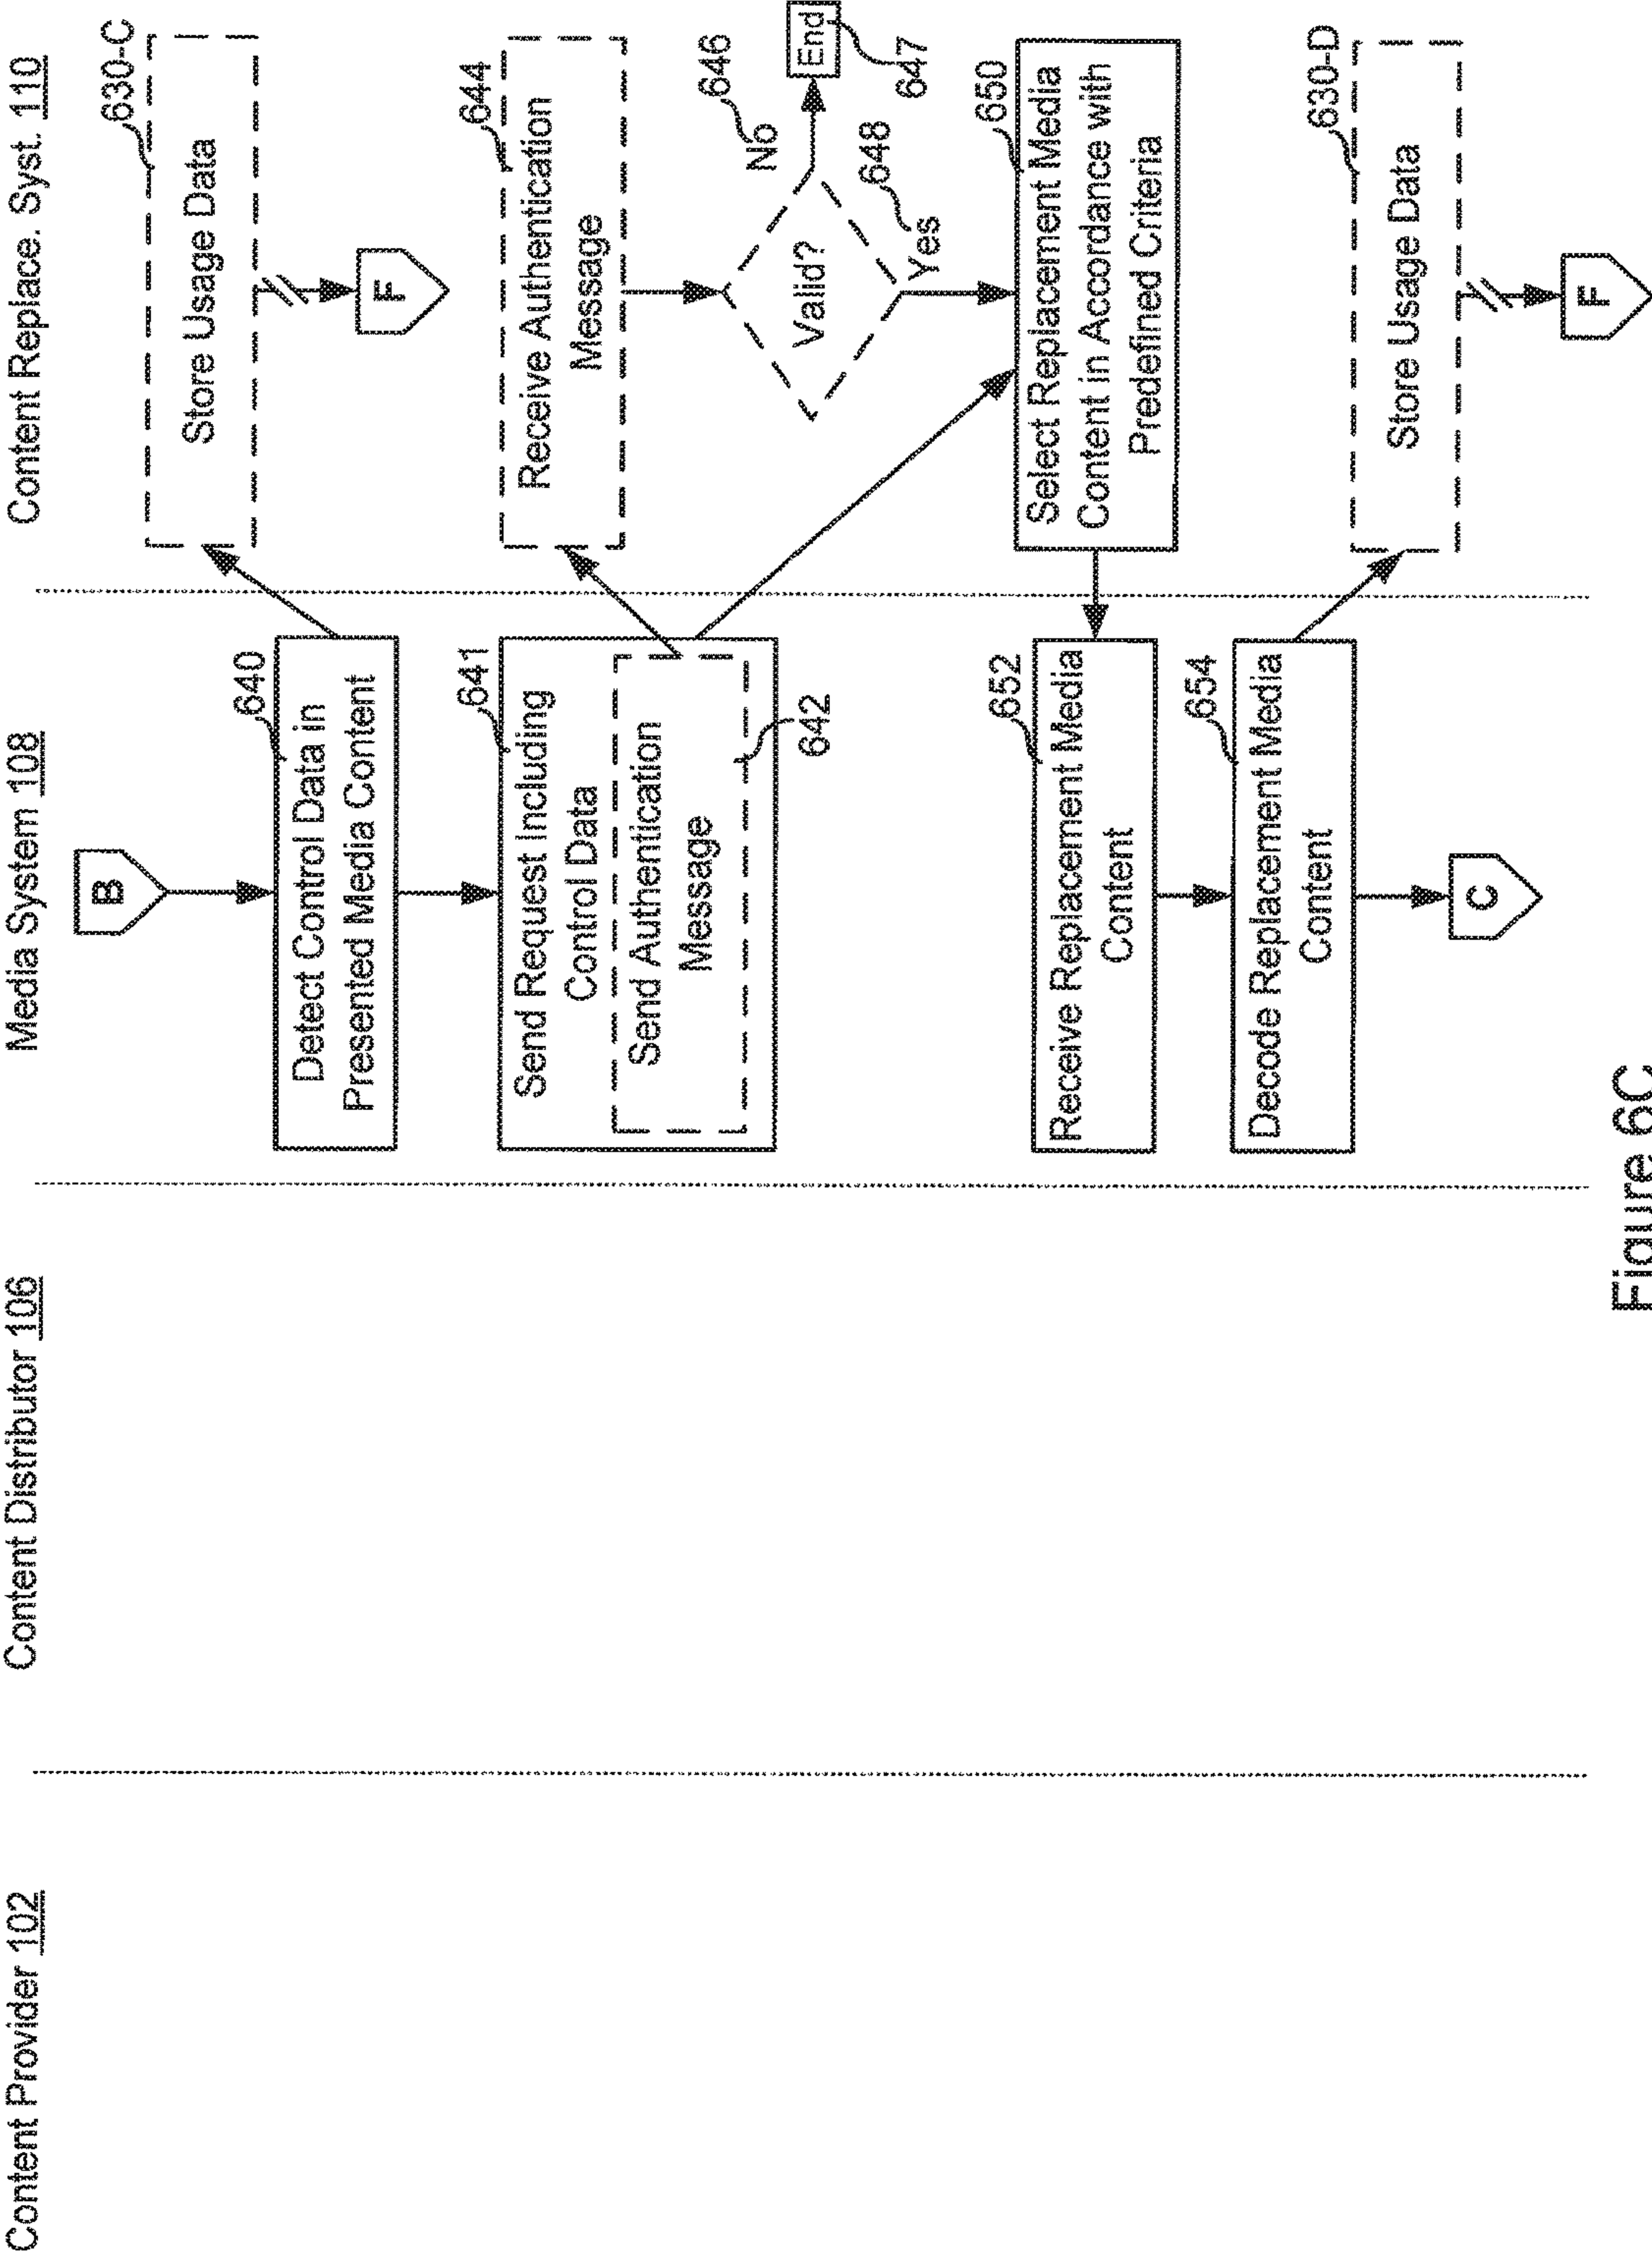 Content Provider 102
Content Distributor 106
Media System 108
Content Replace. Syst. 110
B
640
Detect Control Data in
Presented Media Content
630-C
Store Usage Data
F
641
Send Request Including
Control Data
Send Authentication
Message
642
644
Receive Authentication
Message
Valid?
646
No
End
647
648
Yes
650
Select Replacement Media
Content in Accordance with
Predefined Criteria
652
Receive Replacement Media
Content
654
Decode Replacement Media
Content
630-D
Store Usage Data
C
F
Figure 6C